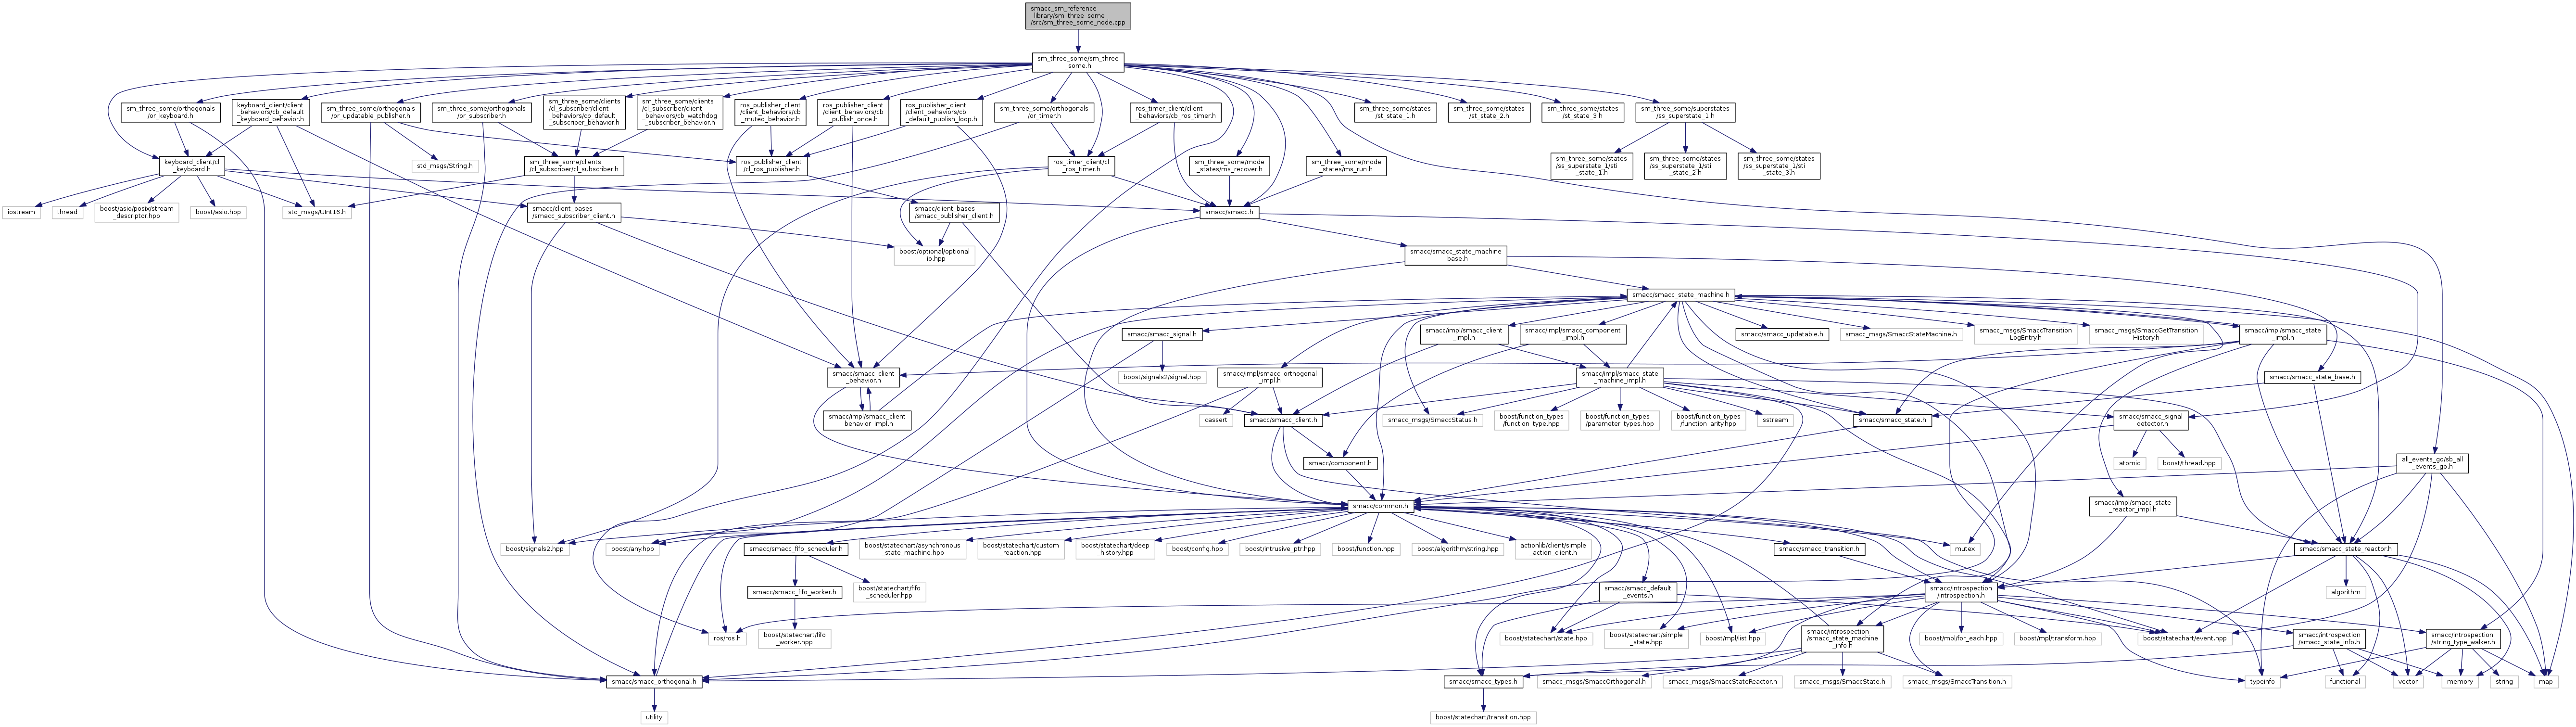 smacc_sm_reference
_library/sm_three_some
/src/sm_three_some_node.cpp
sm_three_some/sm_three
_some.h
sm_three_some/orthogonals
/or_keyboard.h
keyboard_client/client
_behaviors/cb_default
_keyboard_behavior.h
sm_three_some/orthogonals
/or_updatable_publisher.h
sm_three_some/orthogonals
/or_subscriber.h
sm_three_some/clients
/cl_subscriber/client
_behaviors/cb_default
_subscriber_behavior.h
sm_three_some/clients
/cl_subscriber/client
_behaviors/cb_watchdog
_subscriber_behavior.h
ros_publisher_client
/client_behaviors/cb
_muted_behavior.h
ros_publisher_client
/client_behaviors/cb
_publish_once.h
ros_publisher_client
/client_behaviors/cb
_default_publish_loop.h
sm_three_some/orthogonals
/or_timer.h
ros_timer_client/client
_behaviors/cb_ros_timer.h
sm_three_some/states
/st_state_1.h
sm_three_some/states
/st_state_2.h
sm_three_some/states
/st_state_3.h
sm_three_some/superstates
/ss_superstate_1.h
keyboard_client/cl
_keyboard.h
std_msgs/String.h
sm_three_some/clients
/cl_subscriber/cl_subscriber.h
ros_publisher_client
/cl_ros_publisher.h
ros_timer_client/cl
_ros_timer.h
sm_three_some/mode
_states/ms_recover.h
sm_three_some/mode
_states/ms_run.h
sm_three_some/states
/ss_superstate_1/sti
_state_1.h
sm_three_some/states
/ss_superstate_1/sti
_state_2.h
sm_three_some/states
/ss_superstate_1/sti
_state_3.h
iostream
thread
boost/asio/posix/stream
_descriptor.hpp
boost/asio.hpp
std_msgs/UInt16.h
smacc/client_bases
/smacc_subscriber_client.h
smacc/client_bases
/smacc_publisher_client.h
smacc/smacc.h
boost/optional/optional
_io.hpp
smacc/smacc_state_machine
_base.h
smacc/smacc_state_machine.h
smacc/smacc_signal.h
smacc/impl/smacc_client
_impl.h
smacc/impl/smacc_component
_impl.h
smacc/smacc_updatable.h
smacc_msgs/SmaccStateMachine.h
smacc_msgs/SmaccTransition
LogEntry.h
smacc_msgs/SmaccGetTransition
History.h
smacc/impl/smacc_state
_impl.h
smacc/smacc_client
_behavior.h
boost/signals2/signal.hpp
smacc/impl/smacc_orthogonal
_impl.h
smacc/impl/smacc_state
_machine_impl.h
smacc/smacc_state_base.h
smacc/impl/smacc_client
_behavior_impl.h
cassert
smacc/smacc_client.h
smacc_msgs/SmaccStatus.h
boost/function_types
/function_type.hpp
boost/function_types
/parameter_types.hpp
boost/function_types
/function_arity.hpp
sstream
smacc/smacc_state.h
smacc/smacc_signal
_detector.h
smacc/component.h
atomic
boost/thread.hpp
all_events_go/sb_all
_events_go.h
smacc/common.h
smacc/impl/smacc_state
_reactor_impl.h
boost/signals2.hpp
boost/any.hpp
smacc/smacc_fifo_scheduler.h
boost/statechart/asynchronous
_state_machine.hpp
boost/statechart/custom
_reaction.hpp
boost/statechart/deep
_history.hpp
boost/config.hpp
boost/intrusive_ptr.hpp
boost/function.hpp
boost/algorithm/string.hpp
actionlib/client/simple
_action_client.h
smacc/smacc_transition.h
mutex
smacc/smacc_state_reactor.h
smacc/smacc_fifo_worker.h
boost/statechart/fifo
_scheduler.hpp
smacc/smacc_default
_events.h
smacc/introspection
/introspection.h
algorithm
ros/ros.h
boost/statechart/fifo
_worker.hpp
boost/statechart/state.hpp
boost/statechart/simple
_state.hpp
boost/mpl/list.hpp
smacc/introspection
/smacc_state_machine
_info.h
boost/mpl/for_each.hpp
boost/mpl/transform.hpp
boost/statechart/event.hpp
smacc/introspection
/smacc_state_info.h
smacc/introspection
/string_type_walker.h
smacc/smacc_orthogonal.h
smacc/smacc_types.h
smacc_msgs/SmaccOrthogonal.h
smacc_msgs/SmaccStateReactor.h
smacc_msgs/SmaccState.h
smacc_msgs/SmaccTransition.h
typeinfo
functional
vector
memory
string
map
utility
boost/statechart/transition.hpp